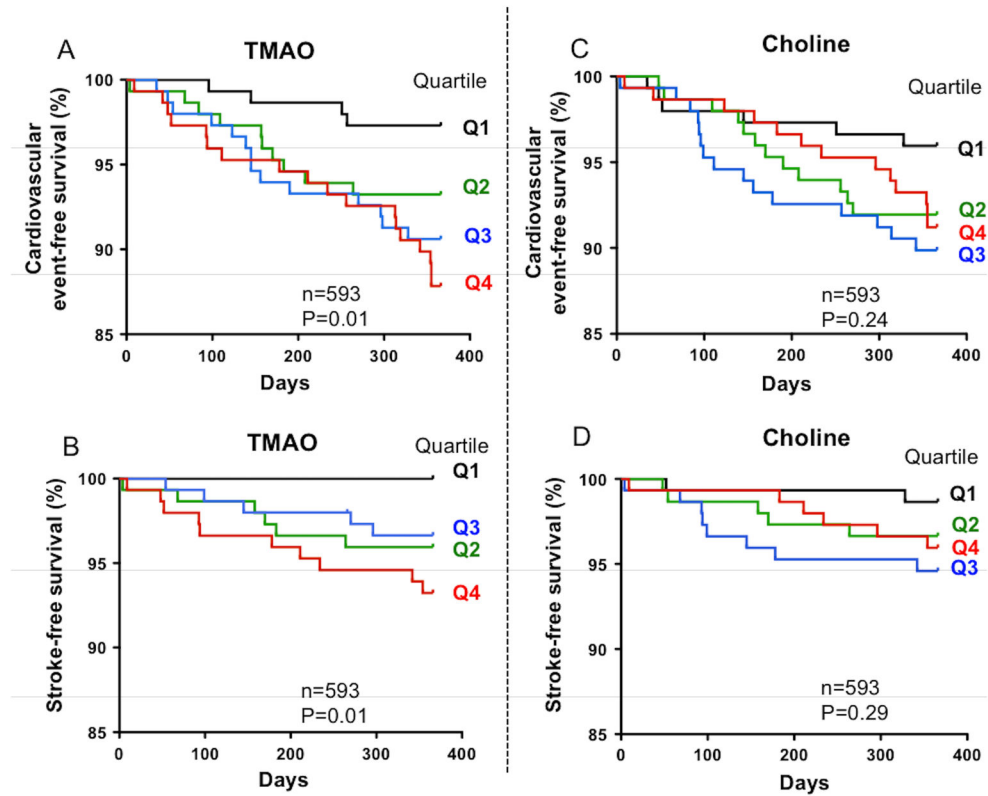 A
TMAO
Quartile
Cardiovascular
event-free survival (%)
100
95
90
85
Q1
Q2
Q3
Q4
n=593
P=0.01
0 100 200 300 400
Days
B
TMAO
Quartile
Stroke-free survival (%)
100
95
90
85
Q1
Q3
Q2
Q4
n=593
P=0.01
0 100 200 300 400
Days
C
Choline
Quartile
Cardiovascular
event-free survival (%)
100
95
90
85
Q1
Q2
Q4
Q3
n=593
P=0.24
0 100 200 300 400
Days
D
Choline
Quartile
Stroke-free survival (%)
100
95
90
85
Q1
Q2
Q4
Q3
n=593
P=0.29
0 100 200 300 400
Days